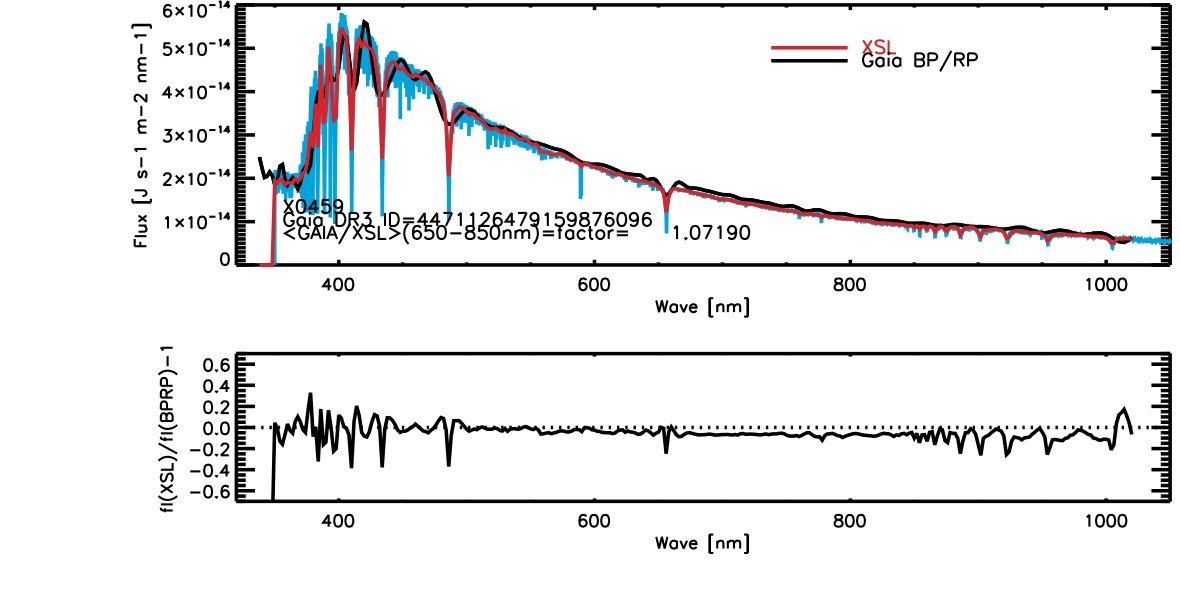 6×10⁻¹⁴
5×10⁻¹⁴
4×10⁻¹⁴
3×10⁻¹⁴
2×10⁻¹⁴
1×10⁻¹⁴
0
Flux [J s−1 m−2 nm−1]
XSL
Gaia BP/RP
X0459
Gaia DR3 ID=4471126479159876096
<GAIA/XSL>(650−850nm)=factor= 1.07190
400 600 800 1000
Wave [nm]
0.6
0.4
0.2
0.0
−0.2
−0.4
−0.6
fl(XSL)/fl(BPRP)−1
400 600 800 1000
Wave [nm]